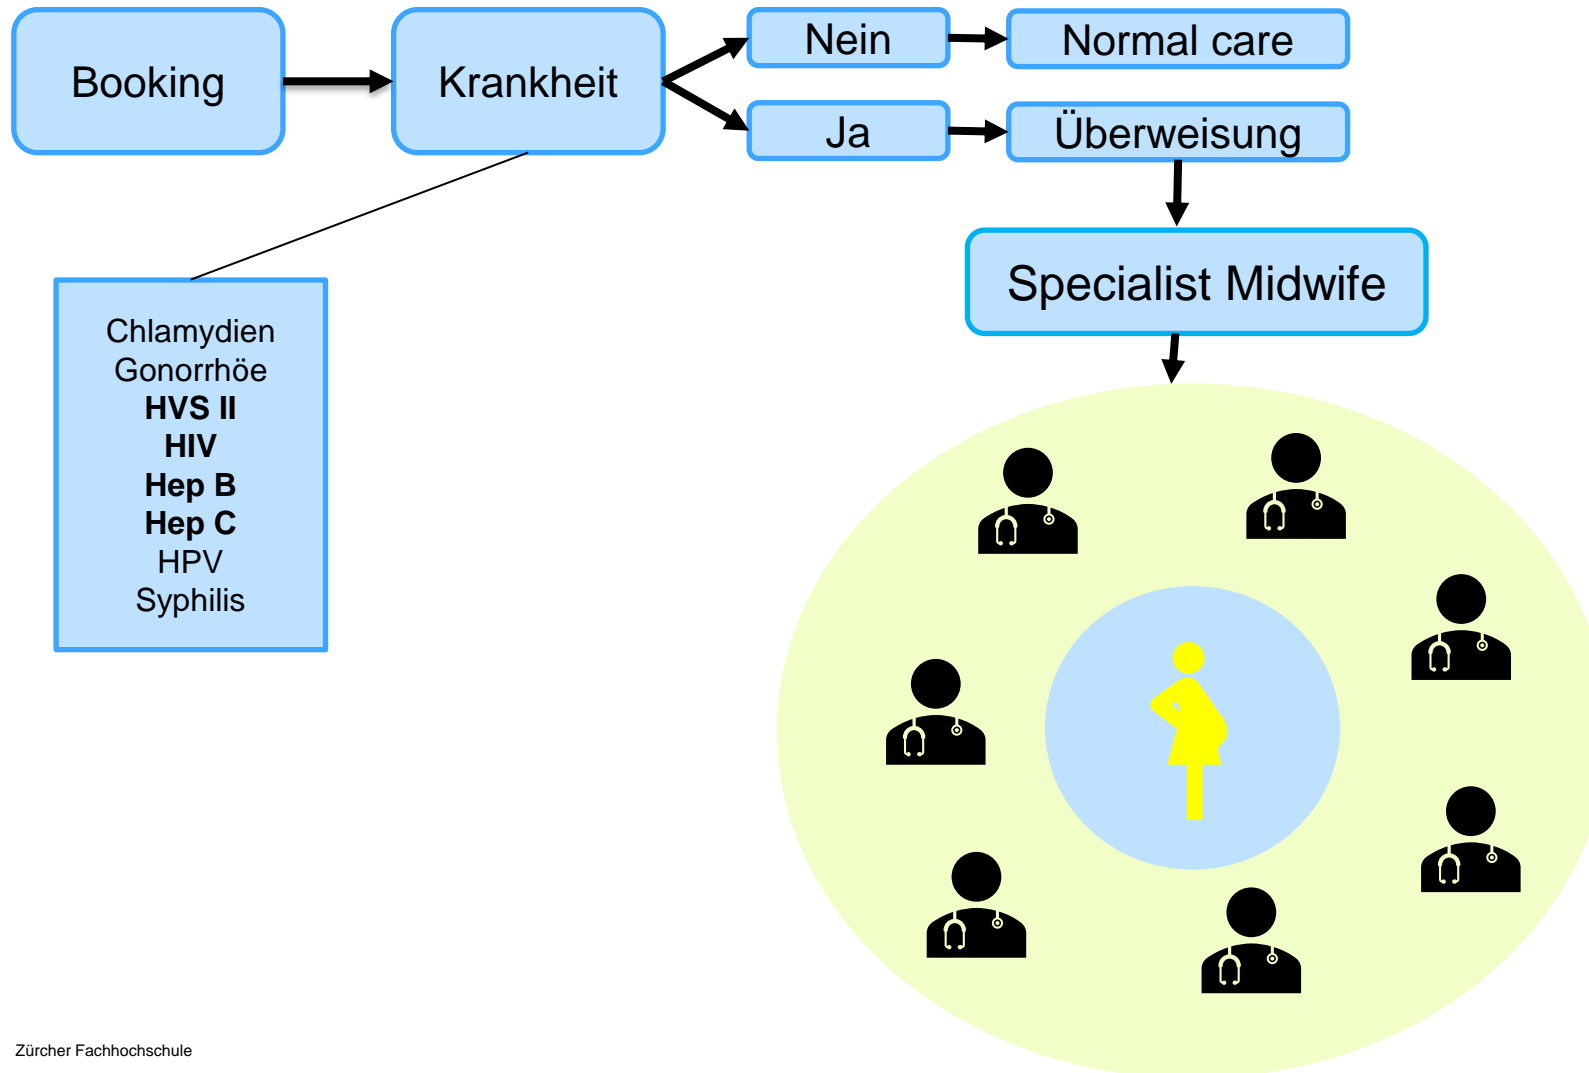 Booking
Krankheit
Nein
Normal care
Ja
Überweisung
Specialist Midwife
Chlamydien
Gonorrhöe
HVS II
HIV
Hep B
Hep C
HPV
Syphilis
Zürcher Fachhochschule